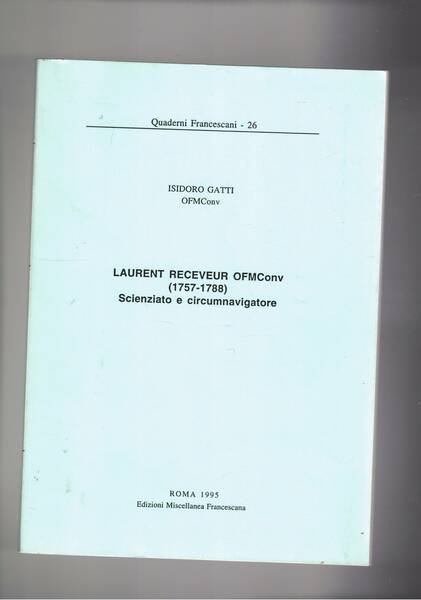 Quaderni Francescani - 26
ISIDORO GATTI
OFMConv
LAURENT RECEVEUR OFMConv
(1757-1788)
Scienziato e circumnavigatore
ROMA 1995
Edizioni Miscellanea Francescana